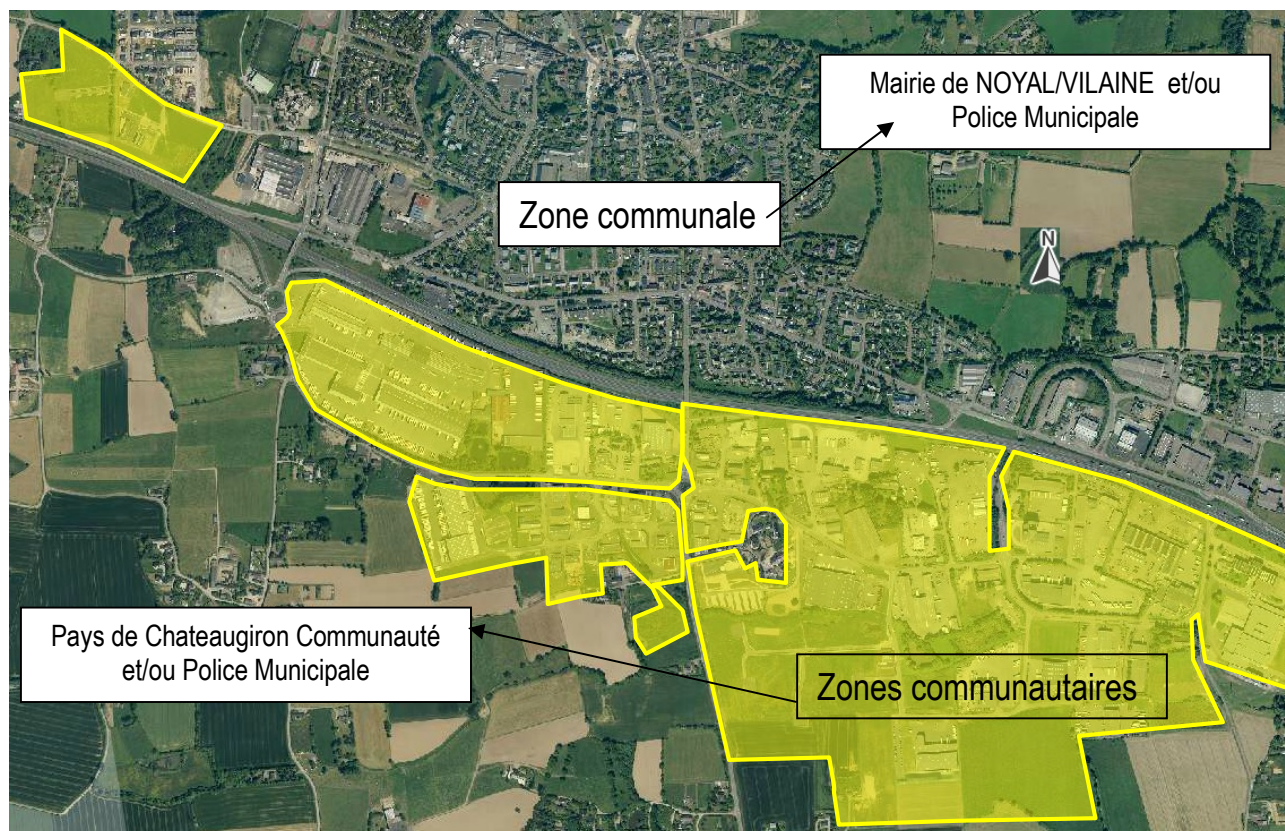 Mairie de NOYAL/VILAINE et/ou
Police Municipale
Zone communale
N
Pays de Chateaugiron Communauté
et/ou Police Municipale
Zones communautaires